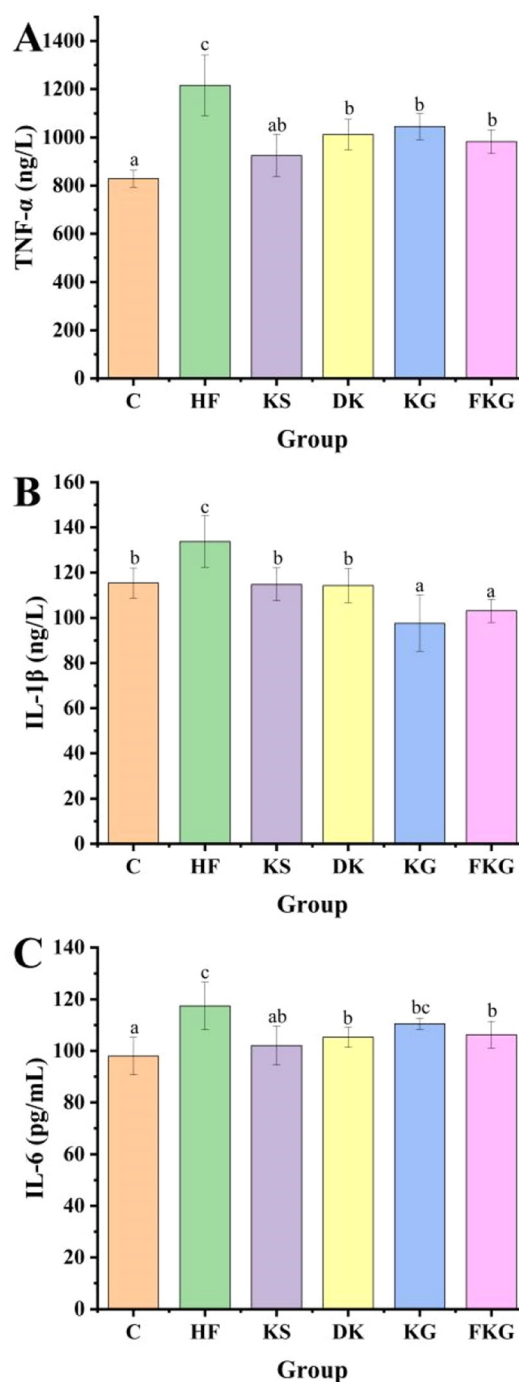 A
TNF-α (ng/L)
1400
1200
1000
800
600
400
200
0
a
c
ab
b
b
b
C HF KS DK KG FKG
Group
B
IL-1β (ng/L)
160
140
120
100
80
60
40
20
0
b
c
b
b
a
a
C HF KS DK KG FKG
Group
C
IL-6 (pg/mL)
140
120
100
80
60
40
20
0
a
c
ab
b
bc
b
C HF KS DK KG FKG
Group